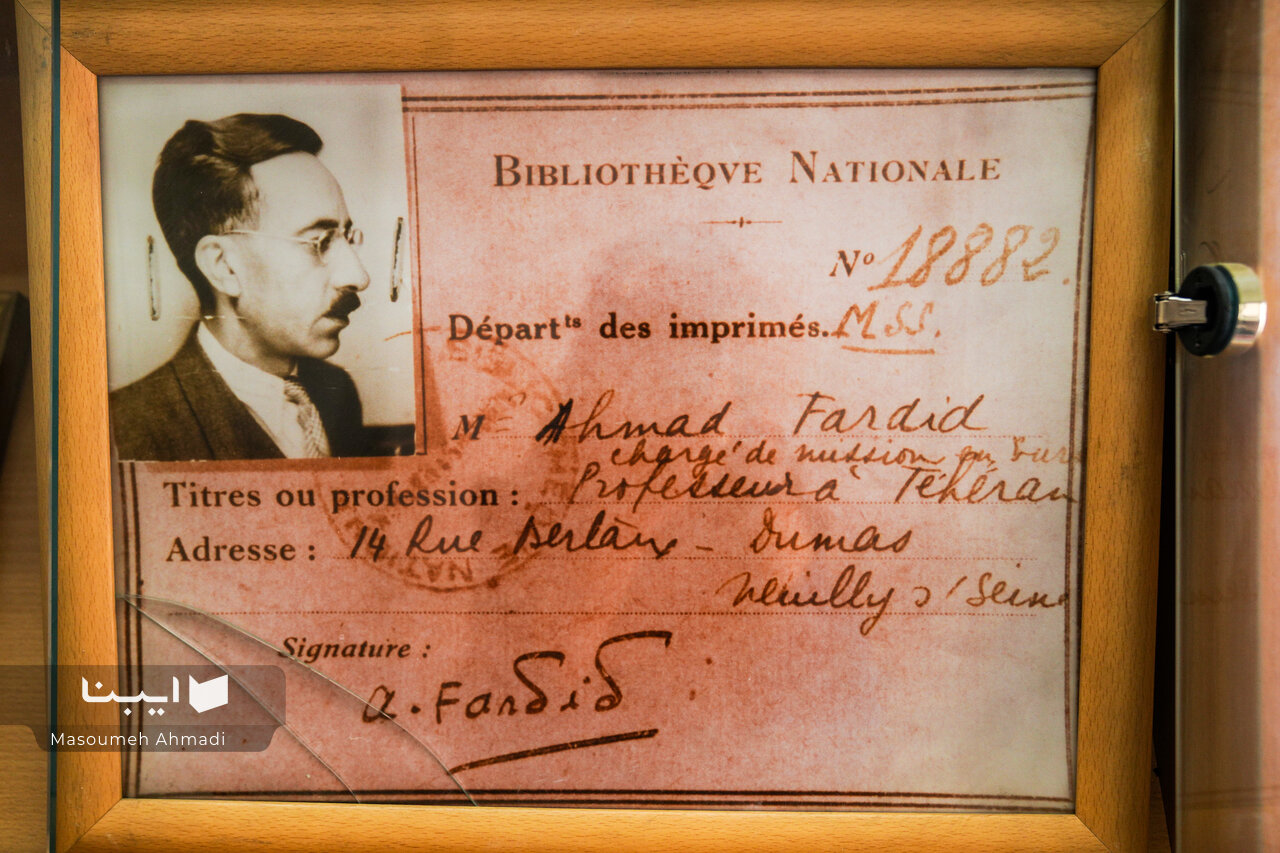 BIBLIOTHÈQVE NATIONALE
Nº 18882.
Départts des imprimés. MSS.
M Ahmad Fardid
chargé de mission
Titres ou profession : Professeur à Téhéran
Adresse : 14 Rue Berteaux - Dumas
Neuilly s/ Seine
Signature :
a. Fardid
ایبنا
Masoumeh Ahmadi